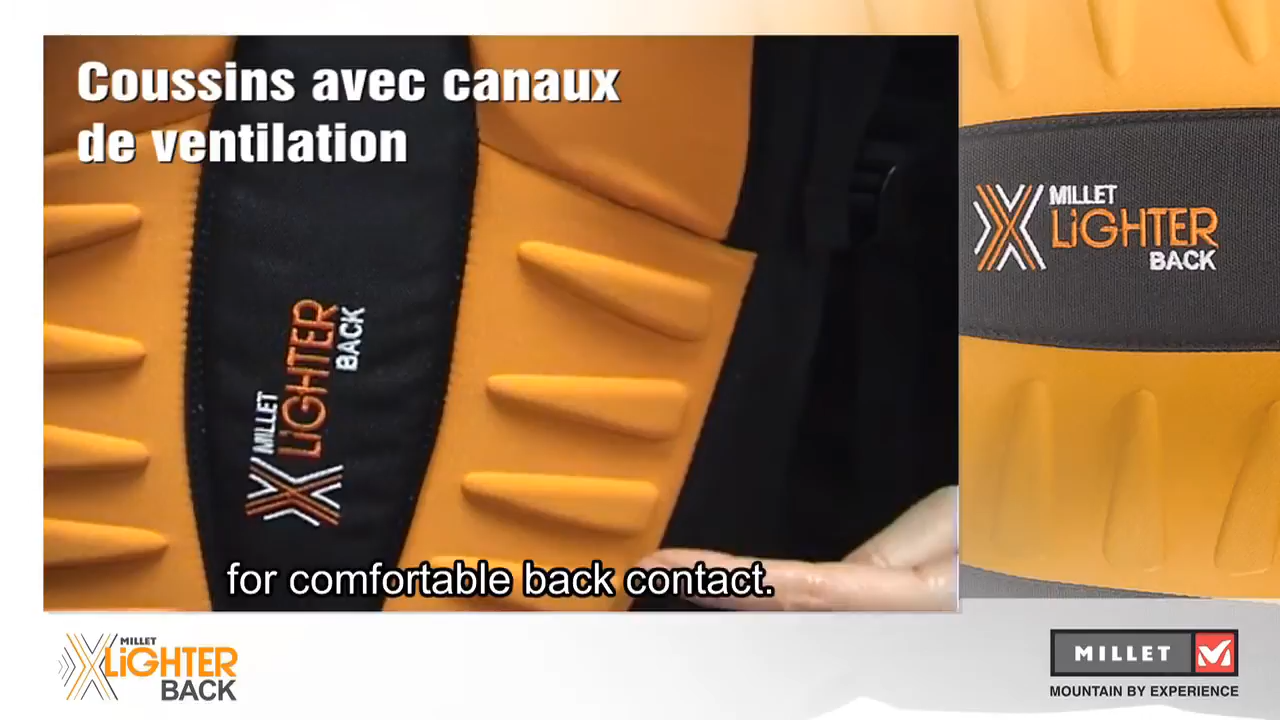 Coussins avec canaux
de ventilation
MILLET
LiGHTER
BACK
MILLET
LiGHTER
BACK
for comfortable back contact.
MILLET
LiGHTER
BACK
MILLET
MOUNTAIN BY EXPERIENCE